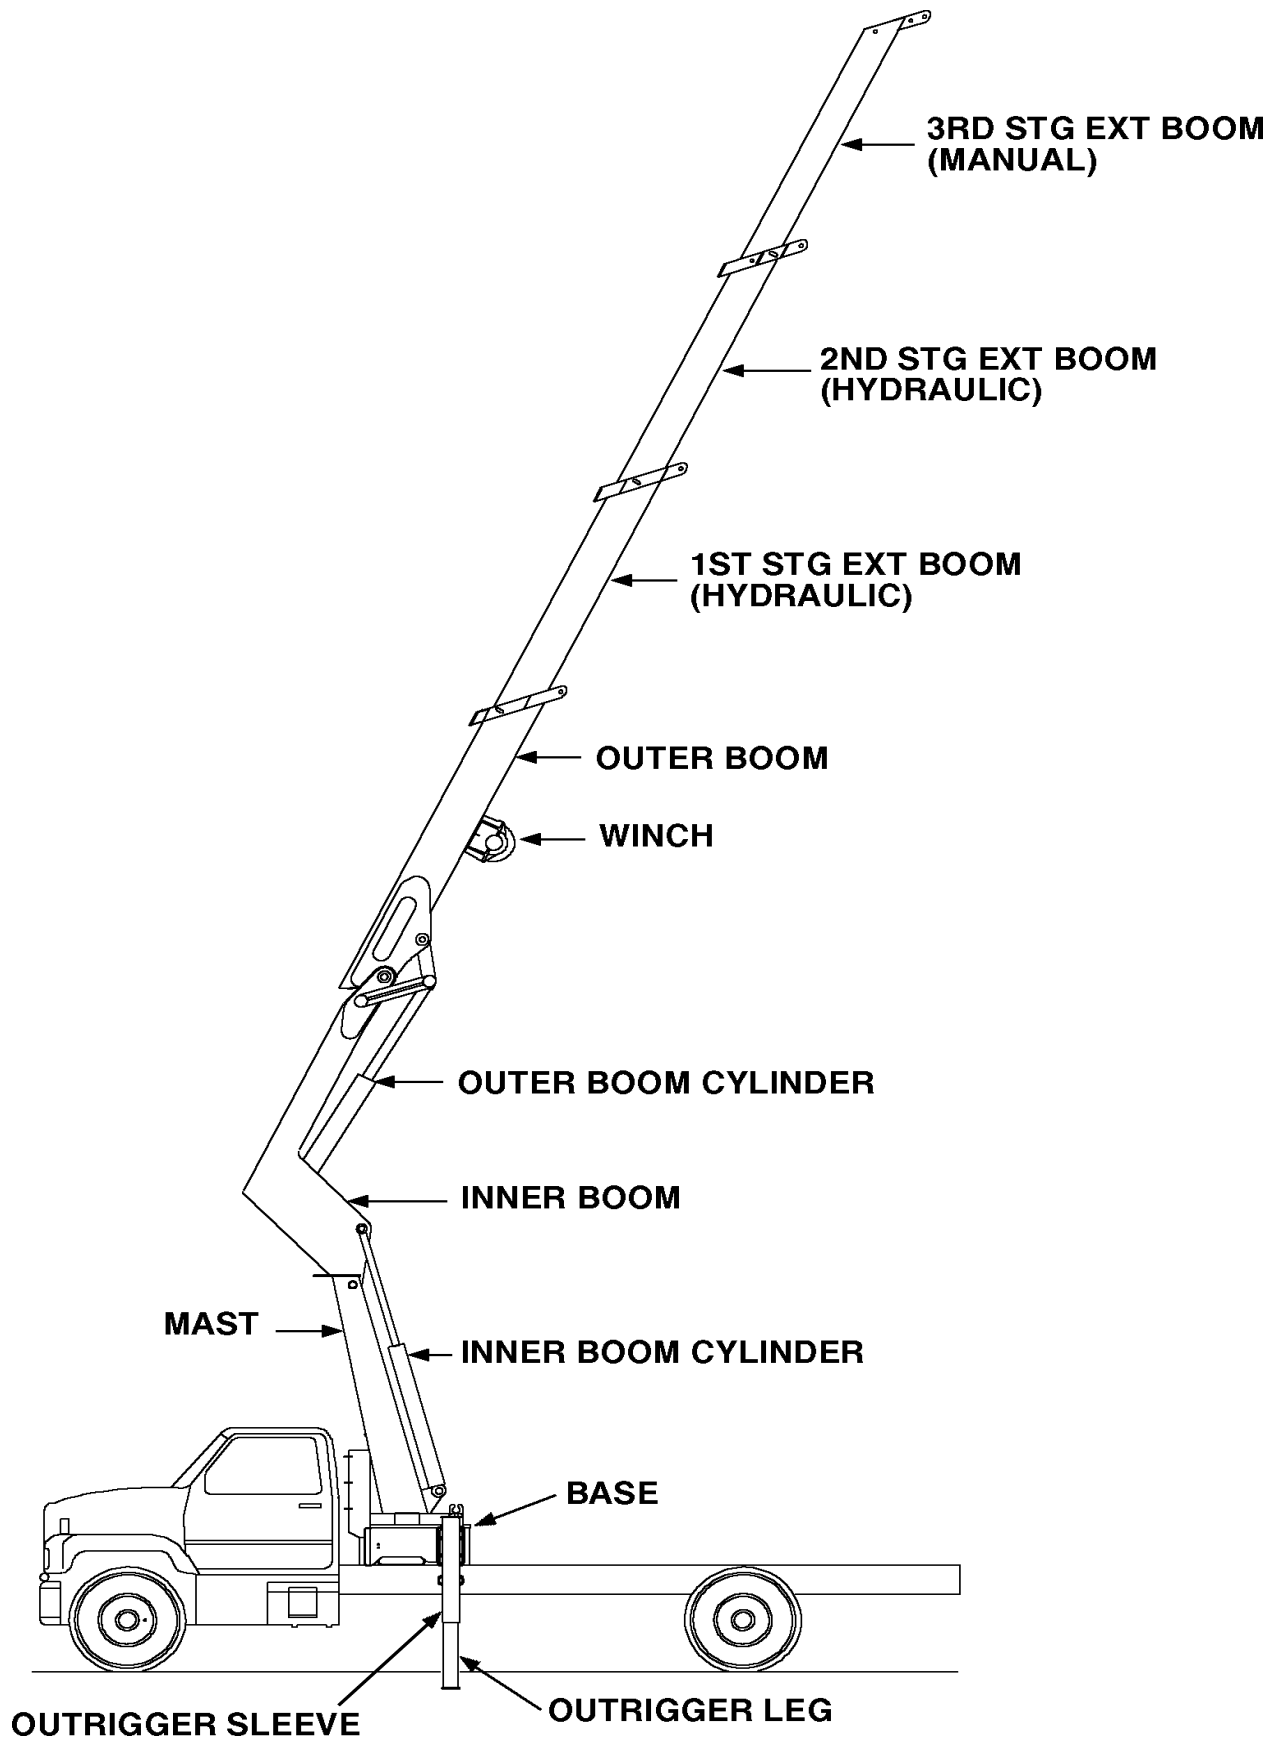 3RD STG EXT BOOM
(MANUAL)
2ND STG EXT BOOM
(HYDRAULIC)
1ST STG EXT BOOM
(HYDRAULIC)
OUTER BOOM
WINCH
OUTER BOOM CYLINDER
INNER BOOM
MAST
INNER BOOM CYLINDER
BASE
OUTRIGGER LEG
OUTRIGGER SLEEVE